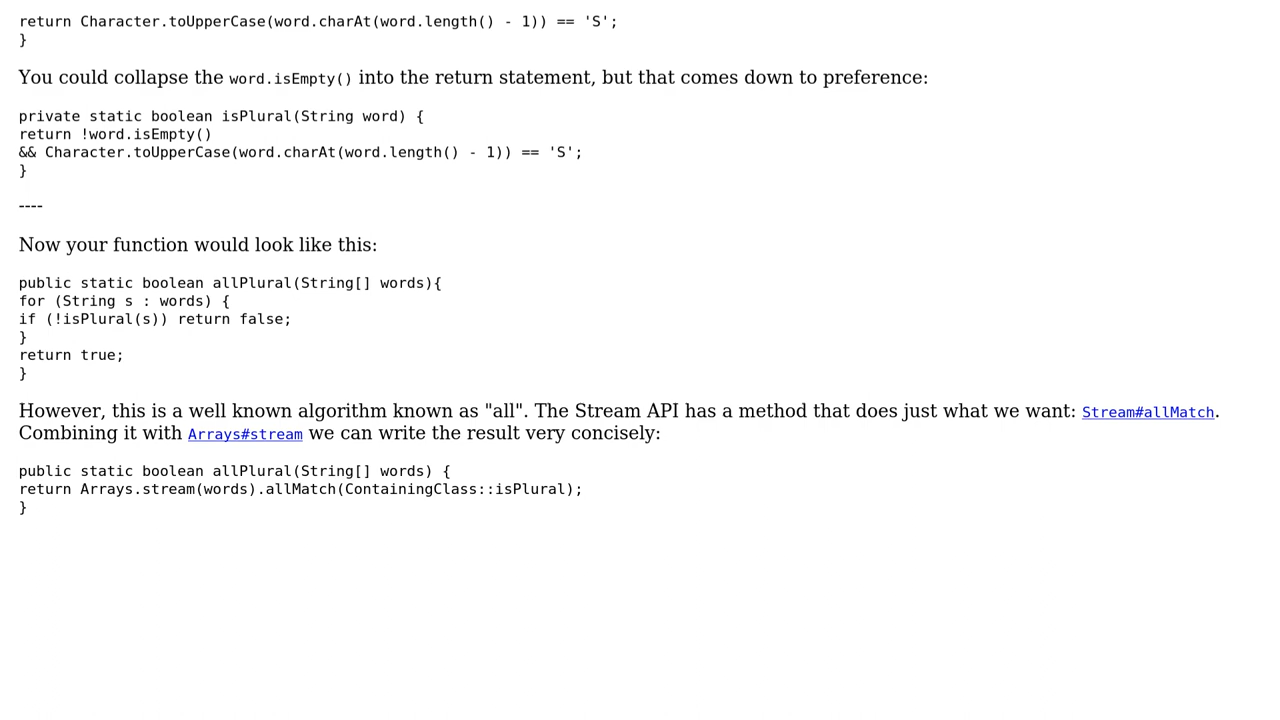 return Character.toUpperCase(word.charAt(word.length() - 1)) == 'S';
}
You could collapse the word.isEmpty() into the return statement, but that comes down to preference:
private static boolean isPlural(String word) {
return !word.isEmpty()
&& Character.toUpperCase(word.charAt(word.length() - 1)) == 'S';
}
----
Now your function would look like this:
public static boolean allPlural(String[] words){
for (String s : words) {
if (!isPlural(s)) return false;
}
return true;
}
However, this is a well known algorithm known as "all". The Stream API has a method that does just what we want: Stream#allMatch.
Combining it with Arrays#stream we can write the result very concisely:
public static boolean allPlural(String[] words) {
return Arrays.stream(words).allMatch(ContainingClass::isPlural);
}